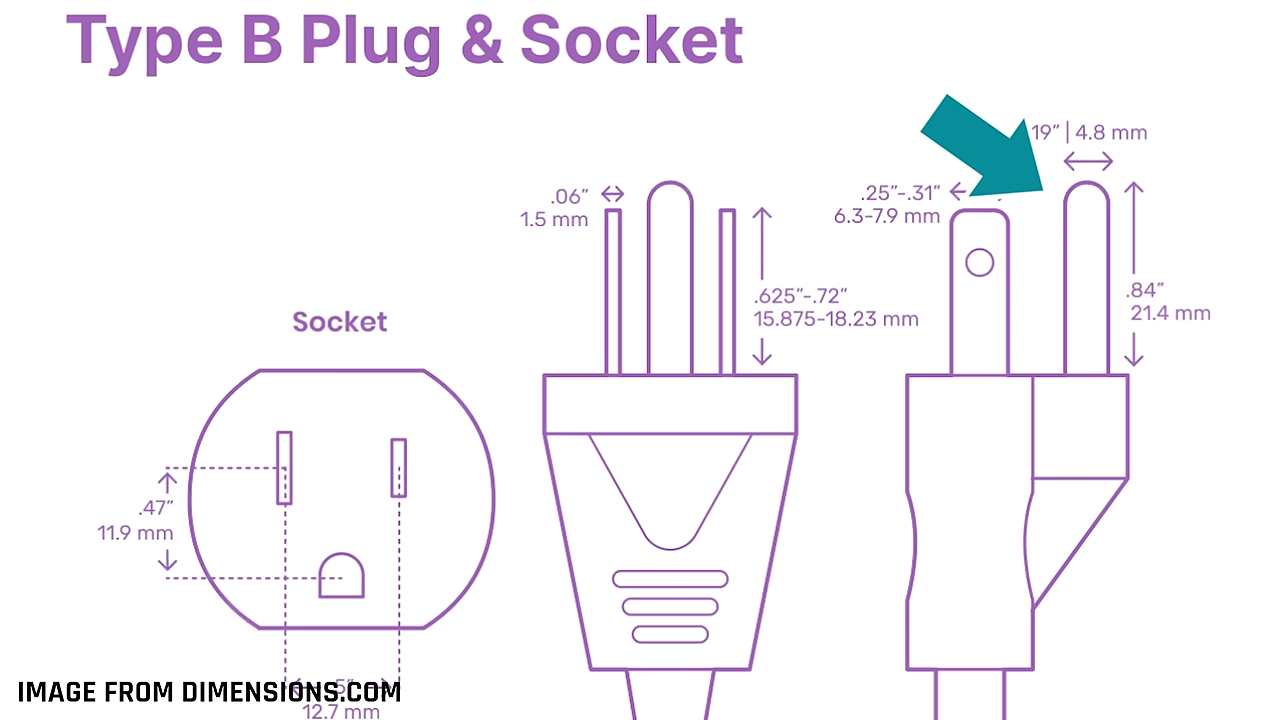 Type B Plug & Socket
19" | 4.8 mm
.06"
1.5 mm
.25"-.31"
6.3-7.9 mm
.625"-.72"
15.875-18.23 mm
.84"
21.4 mm
Socket
.47"
11.9 mm
.5"
12.7 mm
IMAGE FROM DIMENSIONS.COM